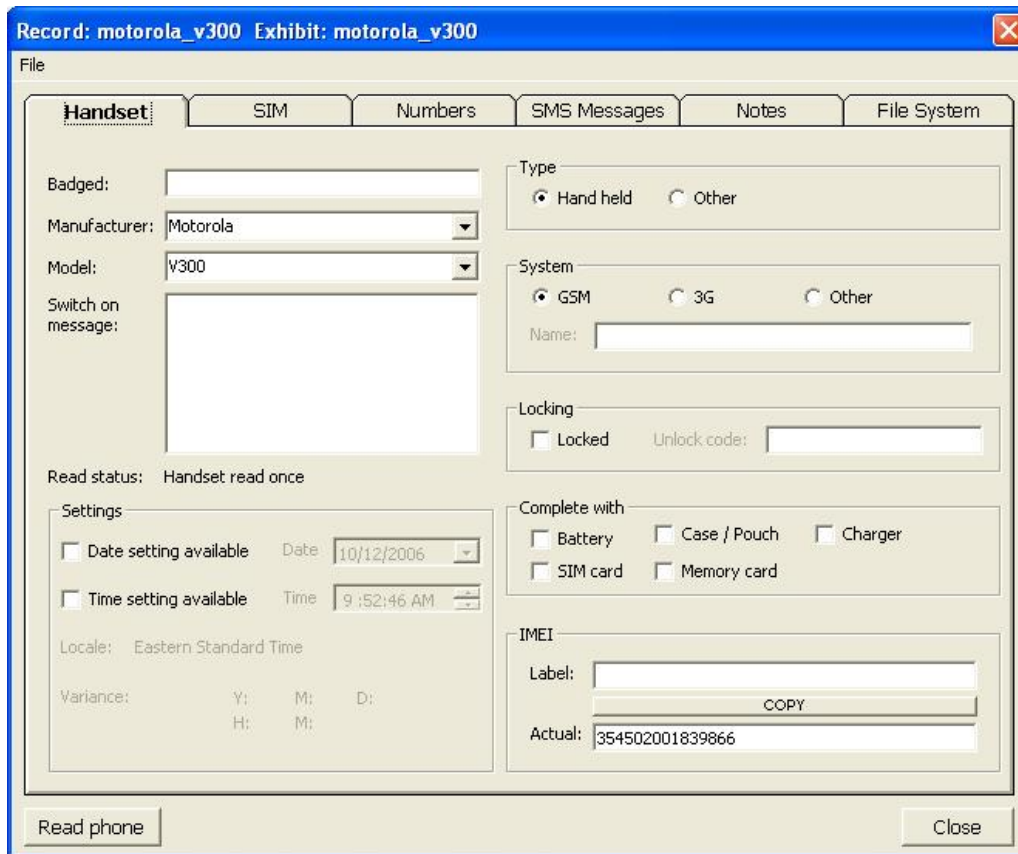 Record: motorola_v300 Exhibit: motorola_v300
File
Handset SIM Numbers SMS Messages Notes File System
Badged:
Manufacturer: Motorola
Model: V300
Switch on
message:
Read status: Handset read once
Settings
Date setting available Date 10/12/2006
Time setting available Time 9 :52:46 AM
Locale: Eastern Standard Time
Variance: Y: M: D:
H: M:
Type
Hand held Other
System
GSM 3G Other
Name:
Locking
Locked Unlock code:
Complete with
Battery Case / Pouch Charger
SIM card Memory card
IMEI
Label:
COPY
Actual: 354502001839866
Read phone Close